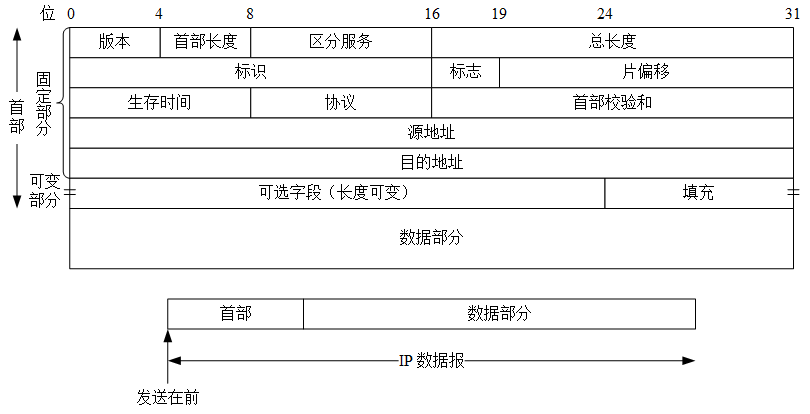 位 0 4 8 16 19 24 31
版本 首部长度 区分服务 总长度
标识 标志 片偏移
生存时间 协议 首部校验和
源地址
目的地址
可选字段（长度可变） 填充
数据部分
首部
固定部分
可变部分
首部 数据部分
IP 数据报
发送在前